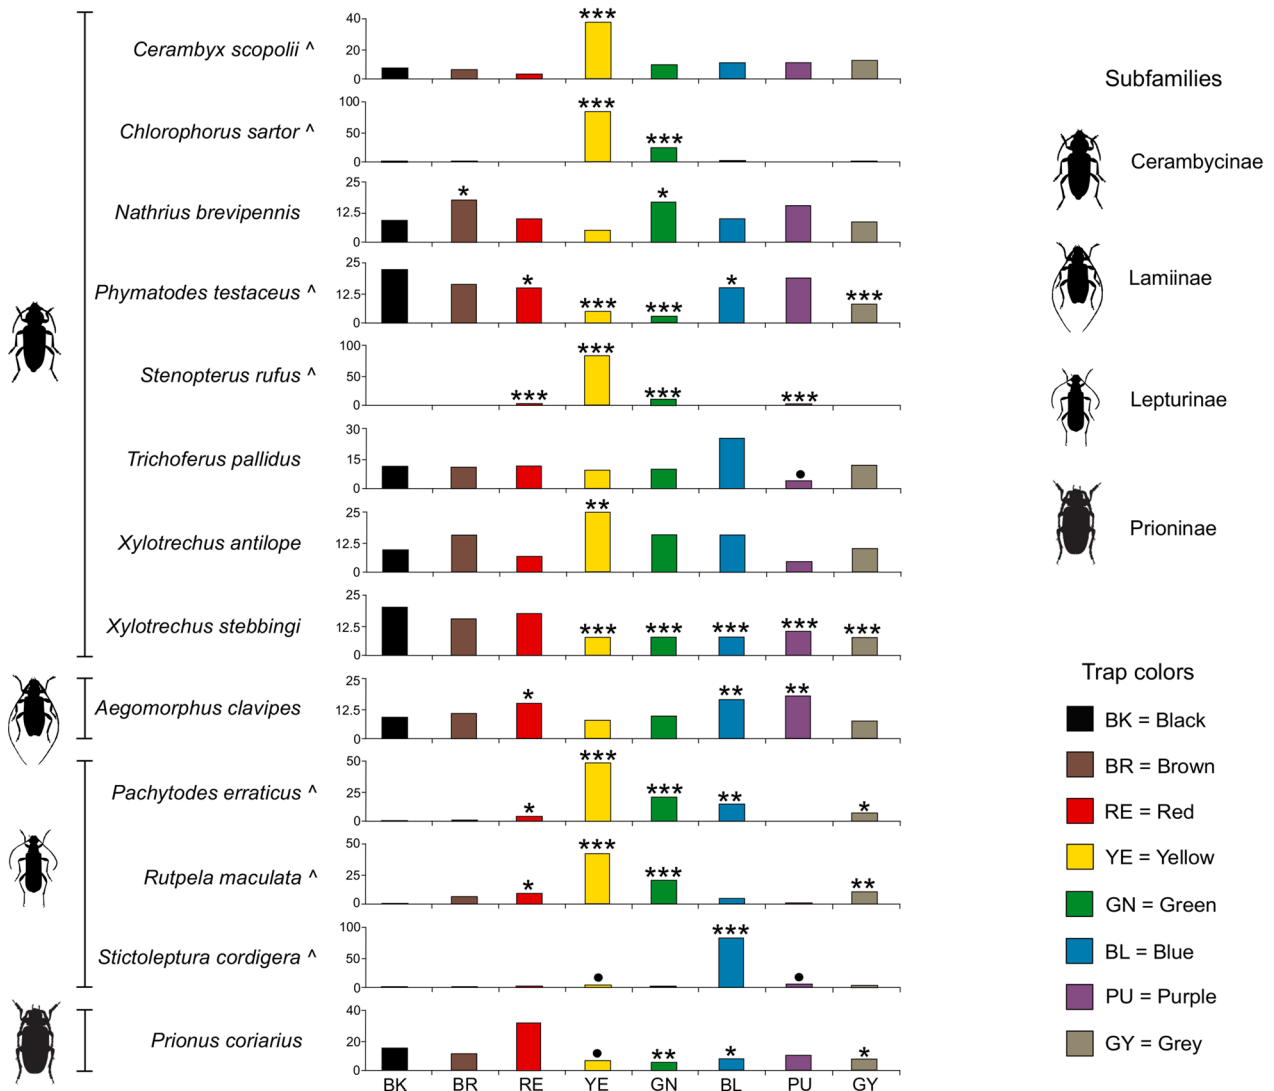 Cerambyx scopolii ^
40
20
0
***
Chlorophorus sartor ^
100
50
0
***
***
Nathrius brevipennis
25
12.5
0
*
*
Phymatodes testaceus ^
25
12.5
0
*
***
***
*
***
Stenopterus rufus ^
100
50
0
***
***
***
***
Trichoferus pallidus
30
15
0
●
Xylotrechus antilope
25
12.5
0
**
Xylotrechus stebbingi
25
12.5
0
***
***
***
***
***
Aegomorphus clavipes
25
12.5
0
*
**
**
Pachytodes erraticus ^
50
25
0
*
***
***
**
*
Rutpela maculata ^
50
25
0
*
***
***
**
Stictoleptura cordigera ^
100
50
0
●
***
●
Prionus coriarius
40
20
0
●
**
*
*
BK BR RE YE GN BL PU GY
Subfamilies
Cerambycinae
Lamiinae
Lepturinae
Prioninae
Trap colors
BK = Black
BR = Brown
RE = Red
YE = Yellow
GN = Green
BL = Blue
PU = Purple
GY = Grey